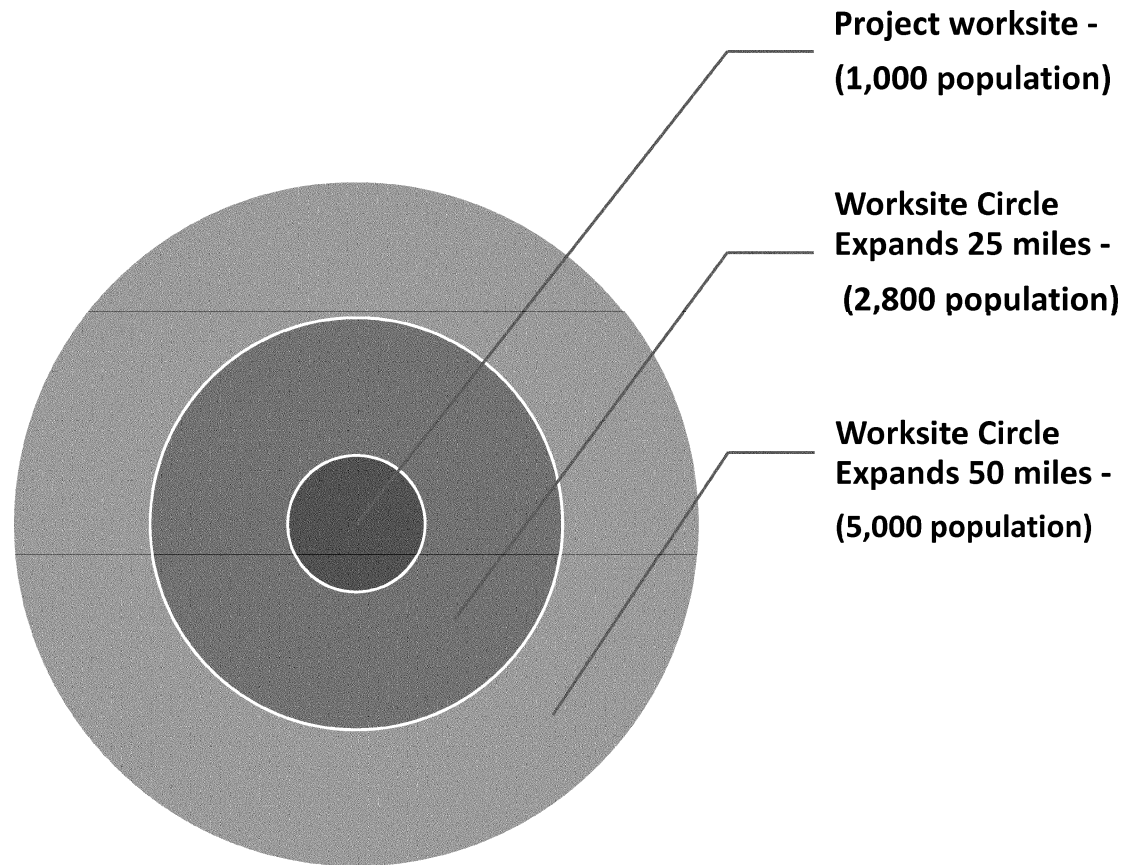 Project worksite -
(1,000 population)
Worksite Circle
Expands 25 miles -
(2,800 population)
Worksite Circle
Expands 50 miles -
(5,000 population)